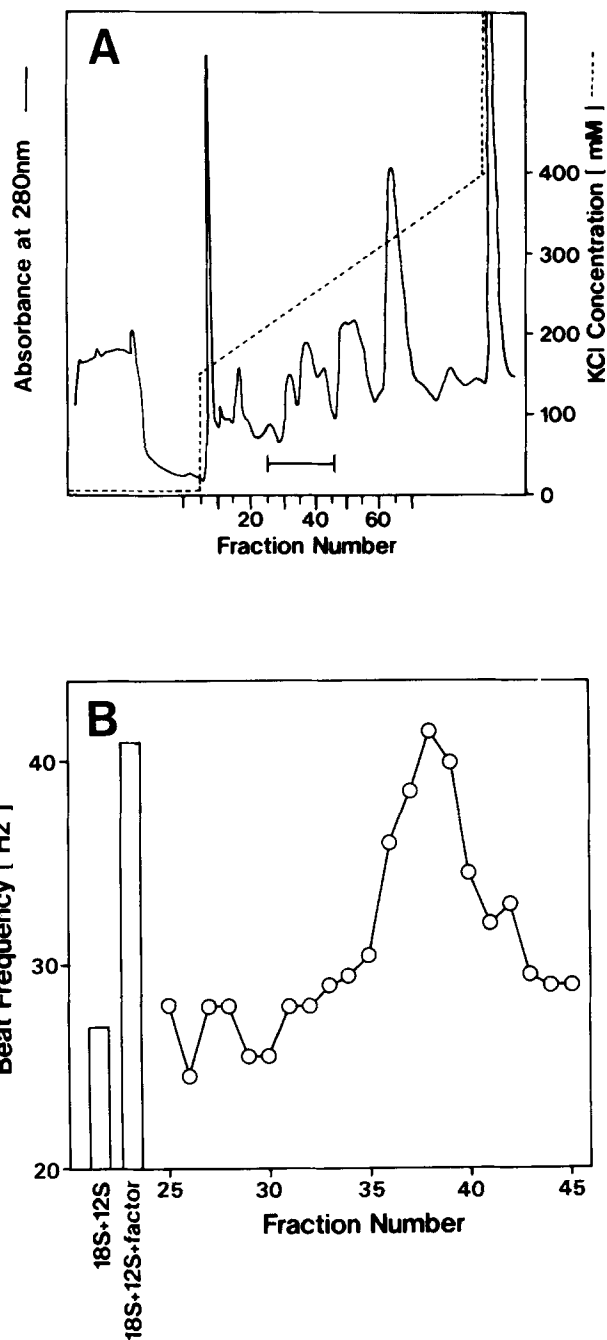 A
Absorbance at 280nm
KCl Concentration [ mM ]
400
300
200
100
0
20 40 60
Fraction Number
B
Beat Frequency [ Hz ]
40
30
20
18S+12S
18S+12S+factor
25 30 35 40 45
Fraction Number